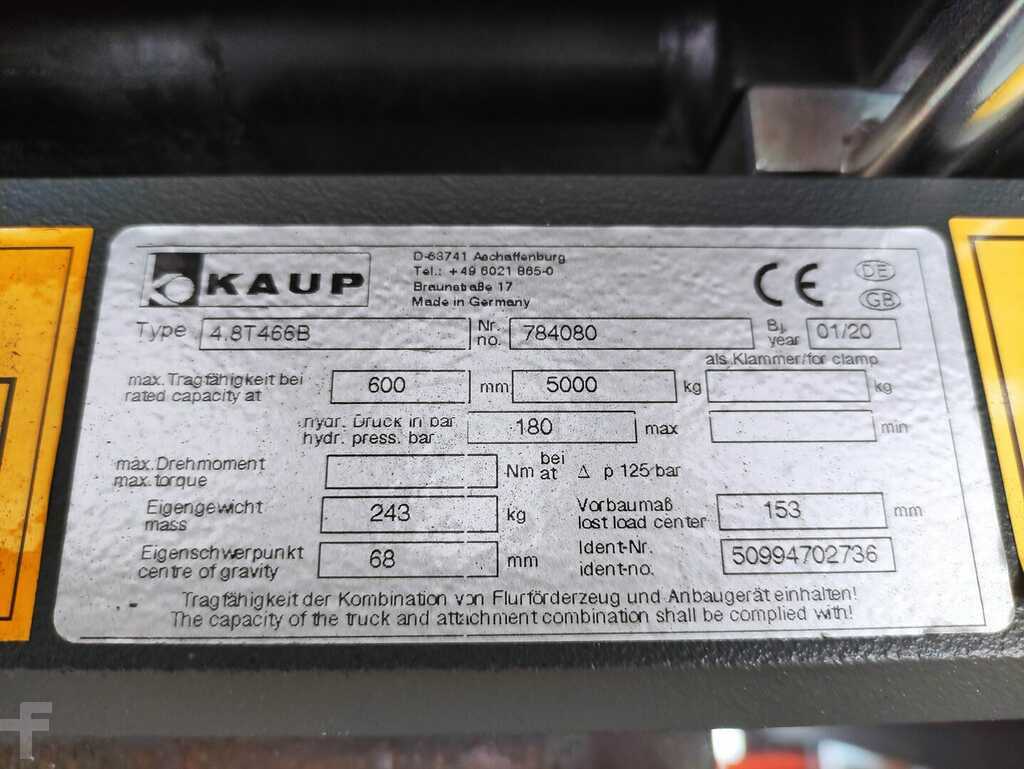 KAUP
D-63741 Aschaffenburg
Tel.: +49 6021 865-0
Braunstraße 17
Made in Germany
CE
DE
GB
Type 4.8T466B Nr. no. 784080 Bj. year 01/20
als Klammer/for clamp
max. Tragfähigkeit bei
rated capacity at 600 mm 5000 kg kg
hydr. Druck in bar
hydr. press. bar 180 max min
max. Drehmoment
max. torque Nm bei at Δ p 125 bar
Eigengewicht
mass 243 kg
Vorbaumaß
lost load center 153 mm
Eigenschwerpunkt
centre of gravity 68 mm
Ident-Nr.
ident-no. 50994702736
Tragfähigkeit der Kombination von Flurförderzeug und Anbaugerät einhalten!
The capacity of the truck and attachment combination shall be complied with!
F